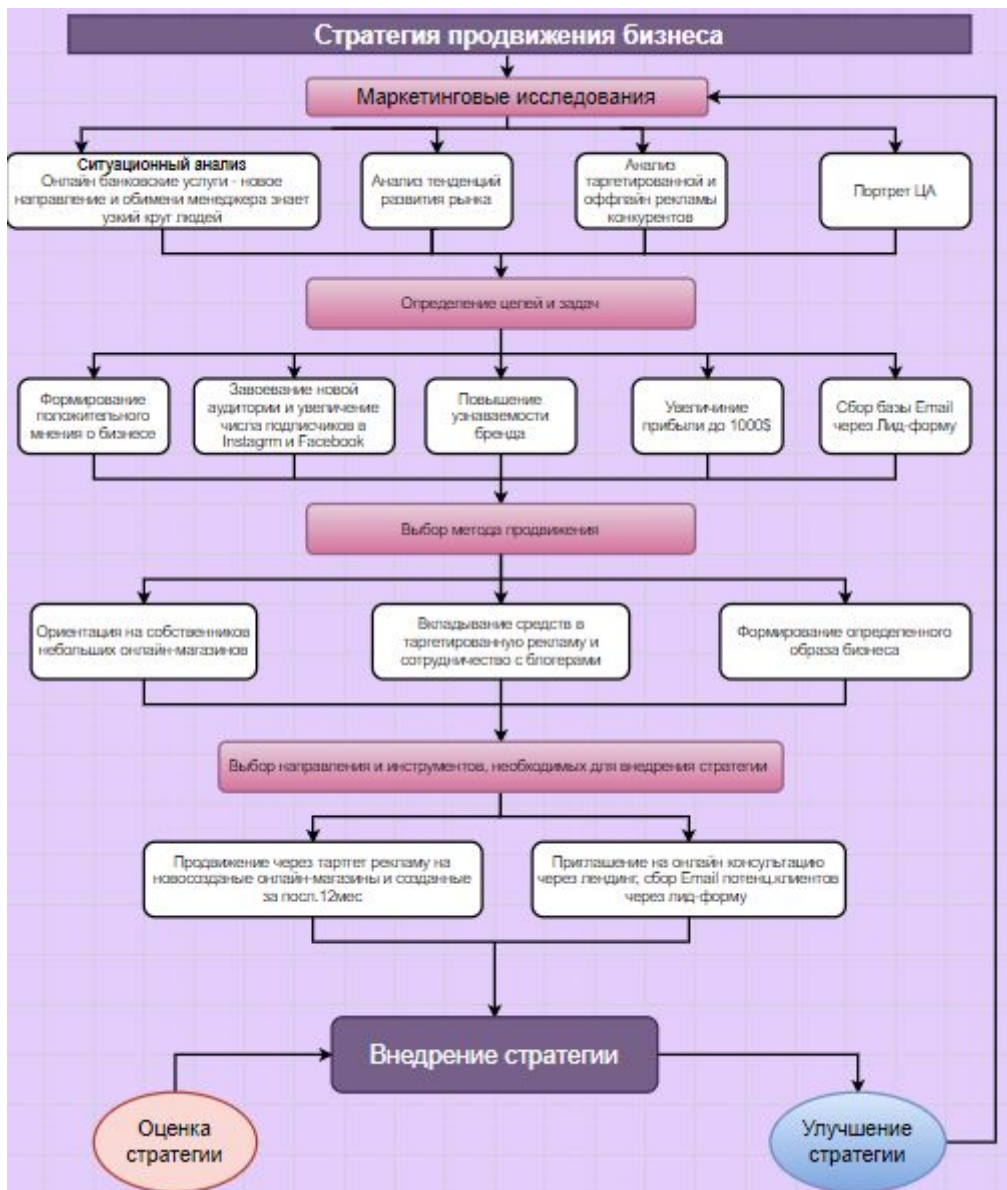 Стратегия продвижения бизнеса
Маркетинговые исследования
Ситуационный анализ
Онлайн банковские услуги - новое
направление и обимени менеджера знает
узкий круг людей
Анализ тенденций
развития рынка
Анализ
таргетированной и
оффлайн рекламы
конкурентов
Портрет ЦА
Определение целей и задач
Формирование
положительного
мнения о бизнесе
Завоевание новой
аудитории и увеличение
числа подписчиков в
Instagrm и Facebook
Повышение
узнаваемости
бренда
Увеличиние
прибыли до 1000$
Сбор базы Email
через Лид-форму
Выбор метода продвижения
Ориентация на собственников
небольших онлайн-магазинов
Вкладывание средств в
таргетированную рекламу и
сотрудничество с блогерами
Формирование определенного
образа бизнеса
Выбор направления и инструментов, необходимых для внедрения стратегии
Продвижение через тартгет рекламу на
новосозданые онлайн-магазины и созданные
за посл.12мес
Приглашение на онлайн консультацию
через лендинг, сбор Email потенц.клиентов
через лид-форму
Внедрение стратегии
Оценка
стратегии
Улучшение
стратегии